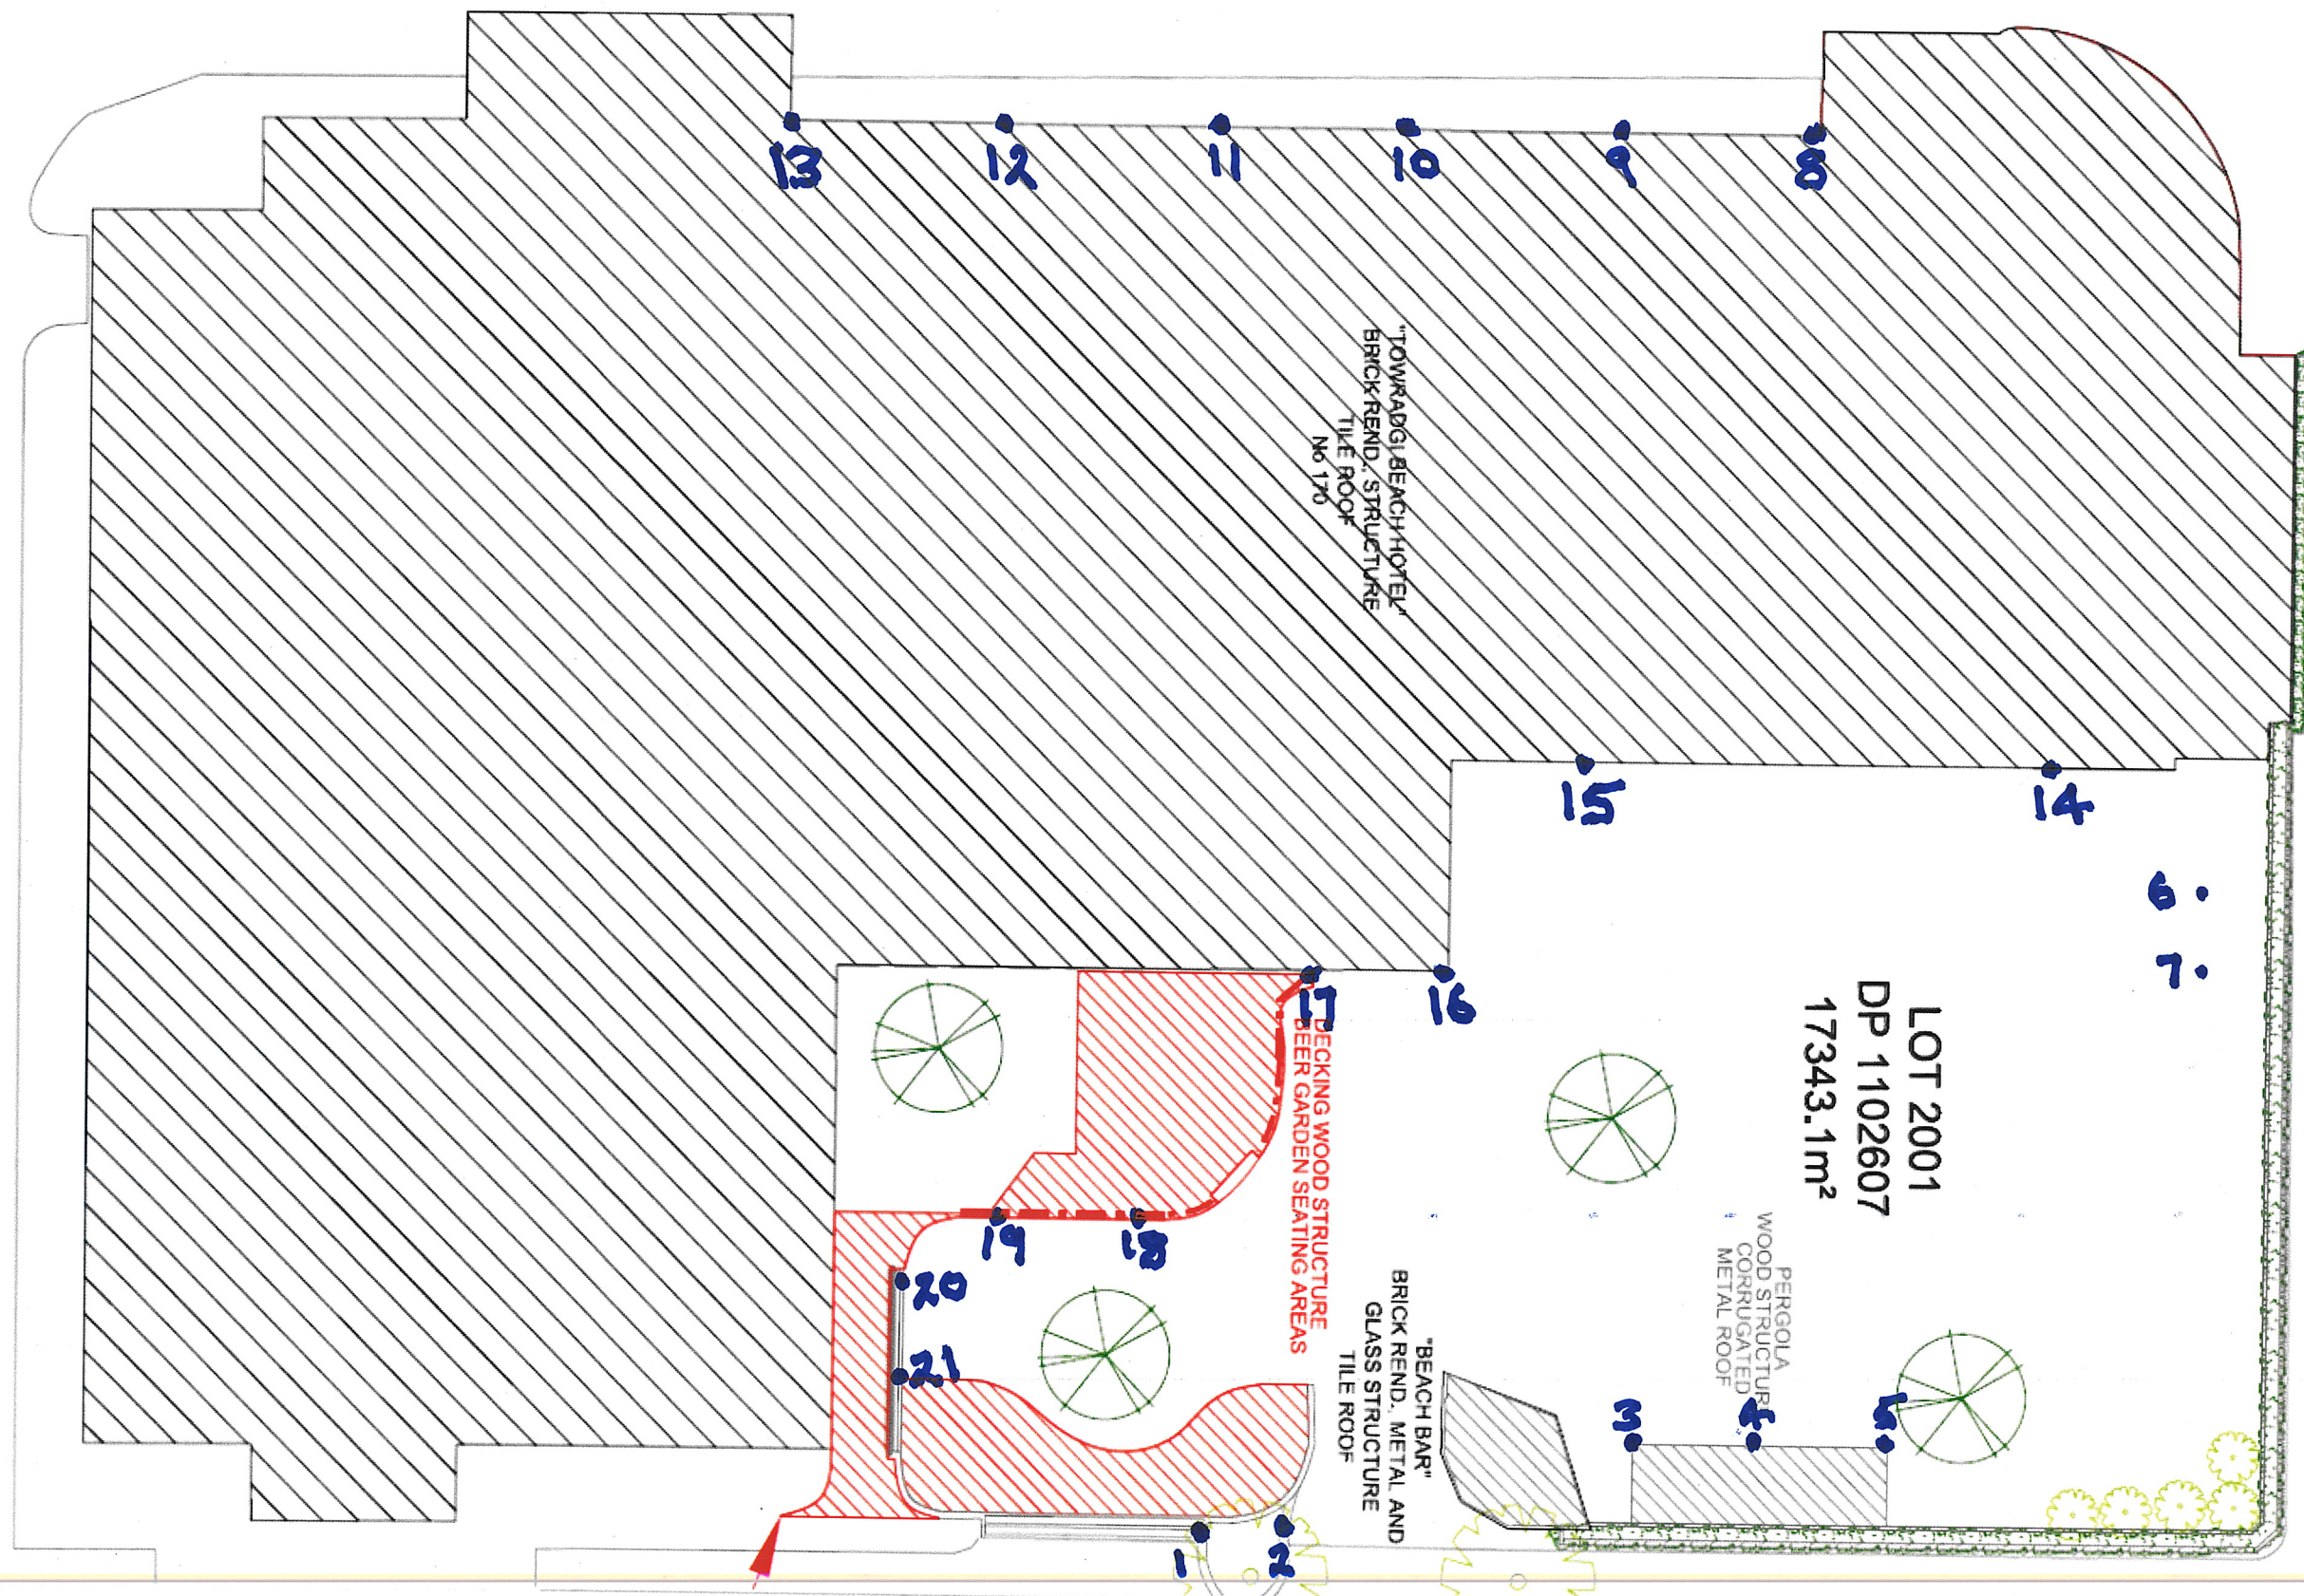 13
12
11
10
9
8
"TOWRADGI BEACH HOTEL"
BRICK REND., STRUCTURE
TILE ROOF
No 170
15
14
6
7
16
17
LOT 2001
DP 1102607
17343.1m²
DECKING WOOD STRUCTURE
BEER GARDEN SEATING AREAS
19
18
20
21
PERGOLA
WOOD STRUCTURE
CORRUGATED
METAL ROOF
"BEACH BAR"
BRICK REND. METAL AND
GLASS STRUCTURE
TILE ROOF
3
4
5
1
2